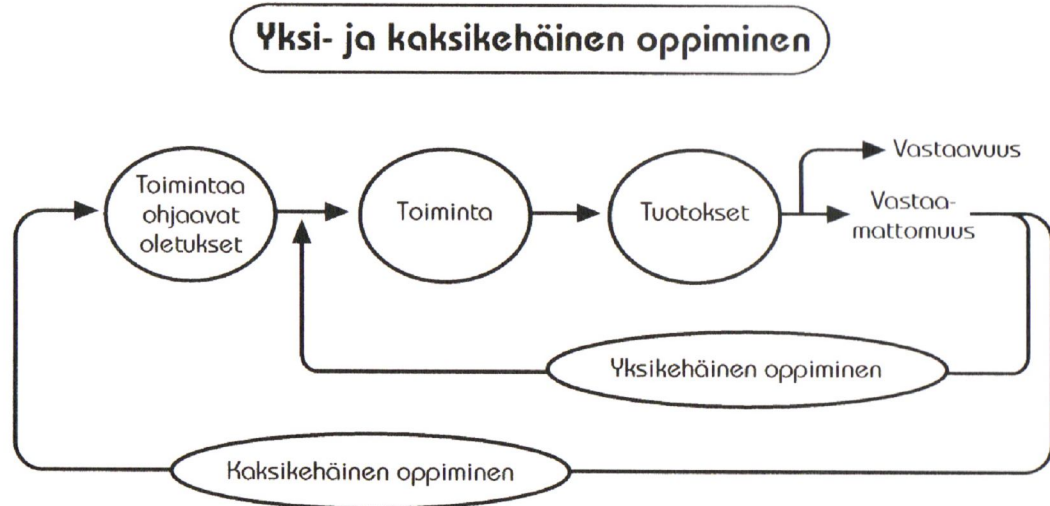 Yksi- ja kaksikehäinen oppiminen
Toimintaa
ohjaavat
oletukset
Toiminta
Tuotokset
Vastaavuus
Vastaa-
mattomuus
Yksikehäinen oppiminen
Kaksikehäinen oppiminen